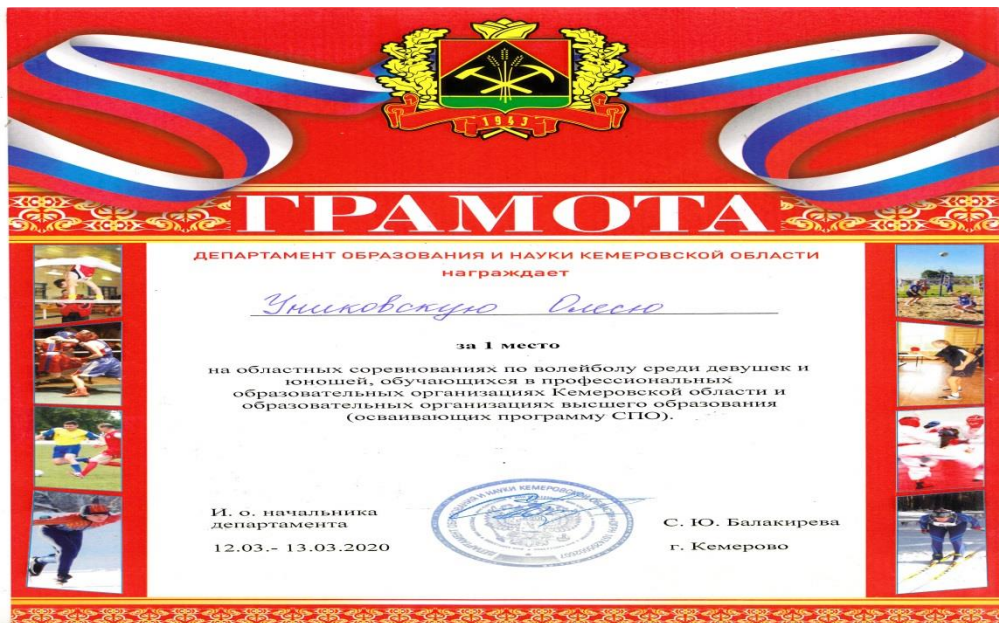 1943
ГРАМОТА
ДЕПАРТАМЕНТ ОБРАЗОВАНИЯ И НАУКИ КЕМЕРОВСКОЙ ОБЛАСТИ
награждает
Униковскую Олесю
за 1 место
на областных соревнованиях по волейболу среди девушек и
юношей, обучающихся в профессиональных
образовательных организациях Кемеровской области и
образовательных организациях высшего образования
(осваивающих программу СПО).
И. о. начальника
департамента
С. Ю. Балакирева
12.03.- 13.03.2020
г. Кемерово